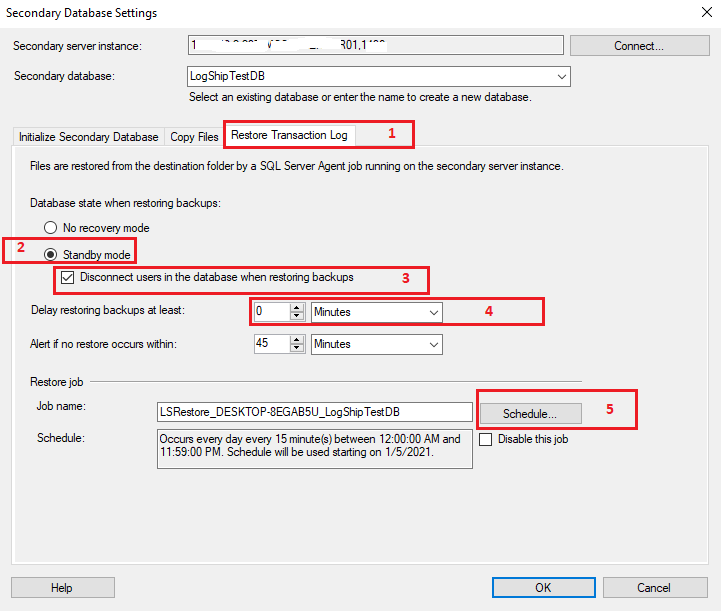 Secondary Database Settings
Secondary server instance:
Connect...
Secondary database: LogShipTestDB
Select an existing database or enter the name to create a new database.
Initialize Secondary Database Copy Files Restore Transaction Log 1
Files are restored from the destination folder by a SQL Server Agent job running on the secondary server instance.
Database state when restoring backups:
No recovery mode
2 Standby mode
Disconnect users in the database when restoring backups 3
Delay restoring backups at least: 0 Minutes 4
Alert if no restore occurs within: 45 Minutes
Restore job
Job name: LSRestore_DESKTOP-8EGAB5U_LogShipTestDB Schedule... 5
Schedule: Occurs every day every 15 minute(s) between 12:00:00 AM and
11:59:00 PM. Schedule will be used starting on 1/5/2021.
Disable this job
Help OK Cancel